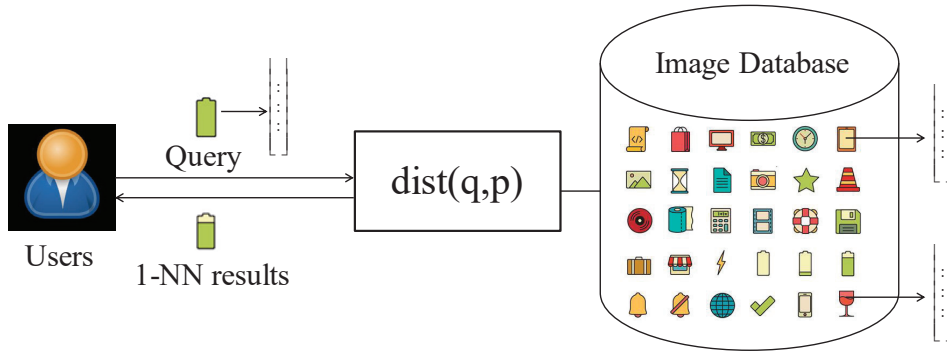 Image Database
Query
dist(q,p)
Users
1-NN results